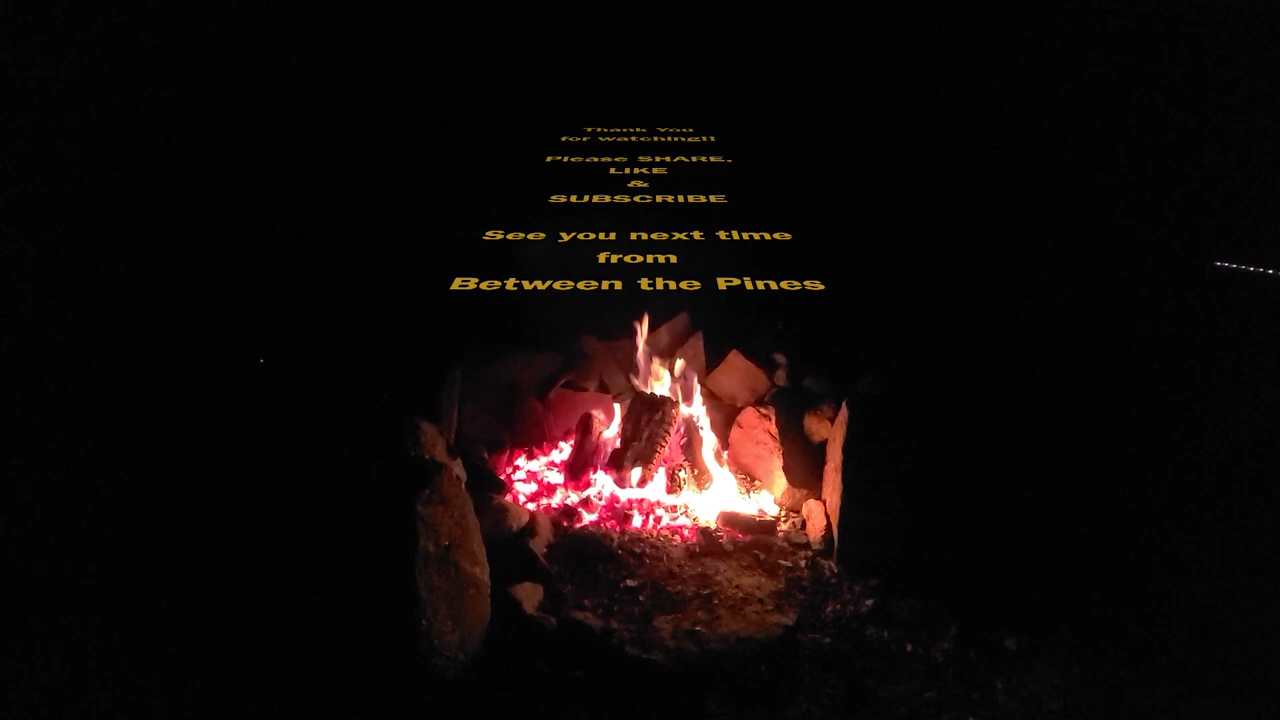 Thank You
for watching!!
Please SHARE,
LIKE
&
SUBSCRIBE
See you next time
from
Between the Pines